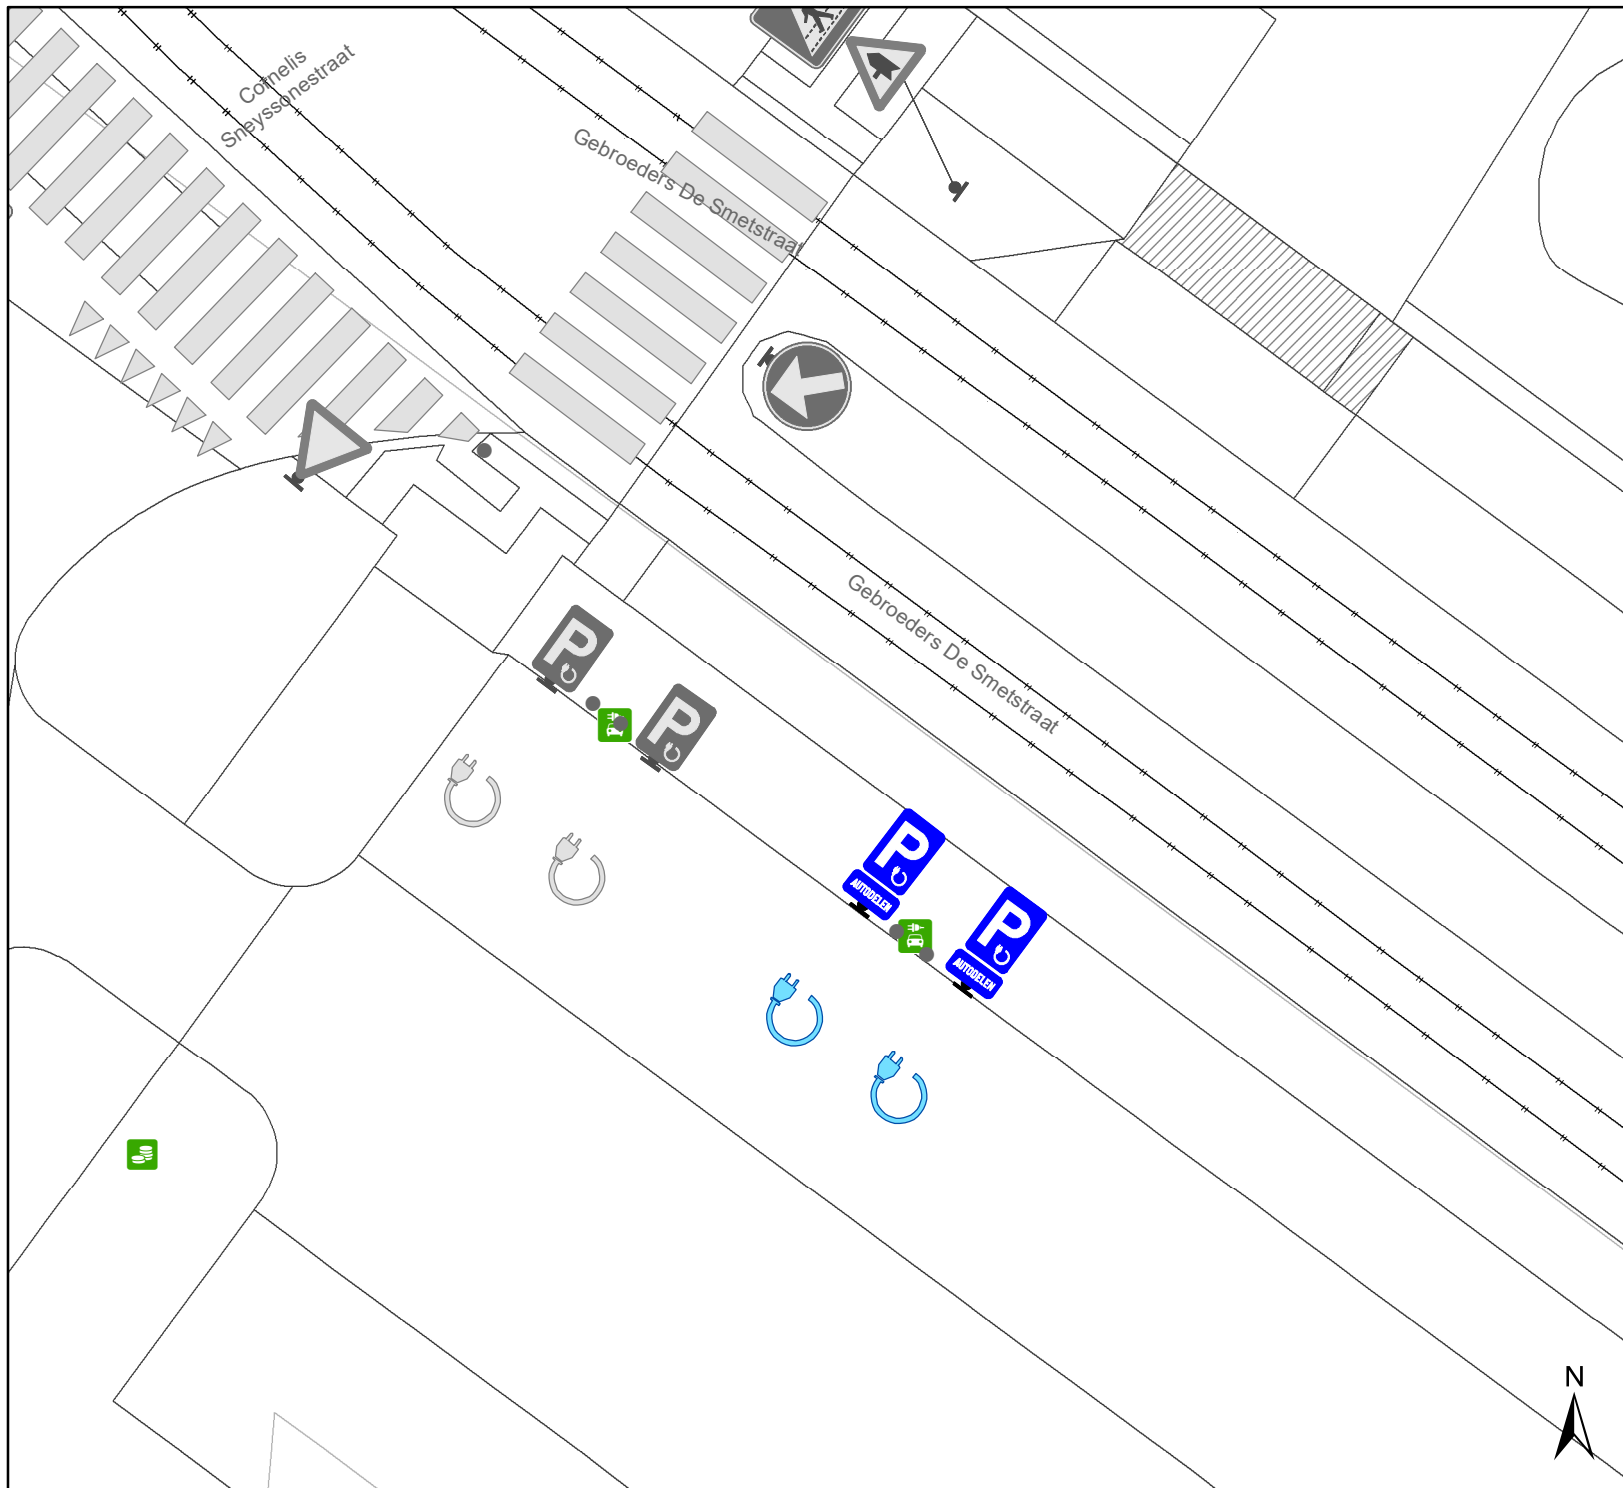 Cornelis
Sneyssonestraat
Gebroeders De Smetstraat
Gebroeders De Smetstraat
P
P
P
AUTODELEN
P
AUTODELEN
N